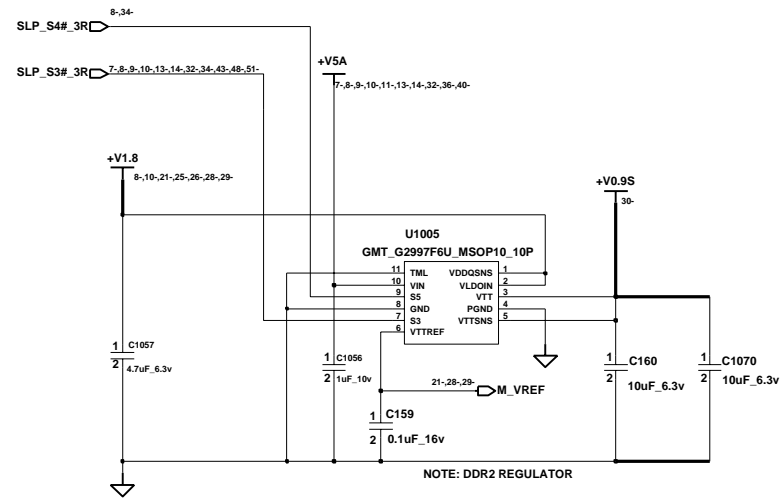 8-,34-
SLP_S4#_3R
SLP_S3#_3R
7-,8-,9-,10-,13-,14-,32-,34-,43-,48-,51-
+V5A
7-,8-,9-,10-,11-,13-,14-,32-,36-,40-
+V1.8
8-,10-,21-,25-,26-,28-,29-
+V0.9S
30-
U1005
GMT_G2997F6U_MSOP10_10P
11 TML VDDQSNS 1
10 VIN VLDOIN 2
9 S5 VTT 3
8 GND PGND 4
7 S3 VTTSNS 5
6 VTTREF
1 C1057
2 4.7uF_6.3v
1 C1056
2 1uF_10v
1 C160
2 10uF_6.3v
1 C1070
2 10uF_6.3v
21-,28-,29-
M_VREF
1 C159
2 0.1uF_16v
NOTE: DDR2 REGULATOR